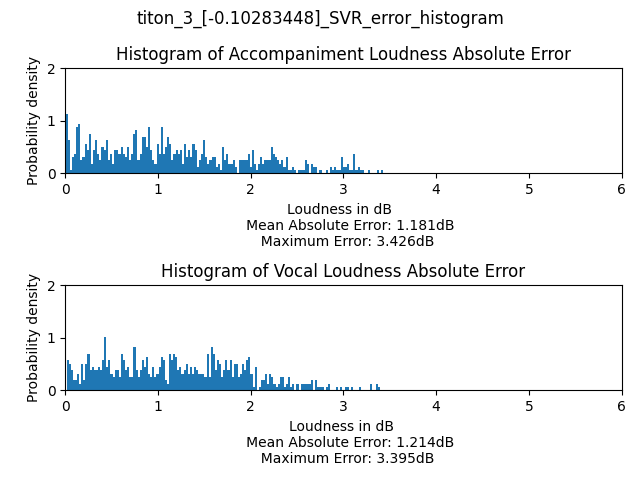 titon_3_[-0.10283448]_SVR_error_histogram
Histogram of Accompaniment Loudness Absolute Error
Probability density
2
1
0
0 1 2 3 4 5 6
Loudness in dB
Mean Absolute Error: 1.181dB
Maximum Error: 3.426dB
Histogram of Vocal Loudness Absolute Error
Probability density
2
1
0
0 1 2 3 4 5 6
Loudness in dB
Mean Absolute Error: 1.214dB
Maximum Error: 3.395dB